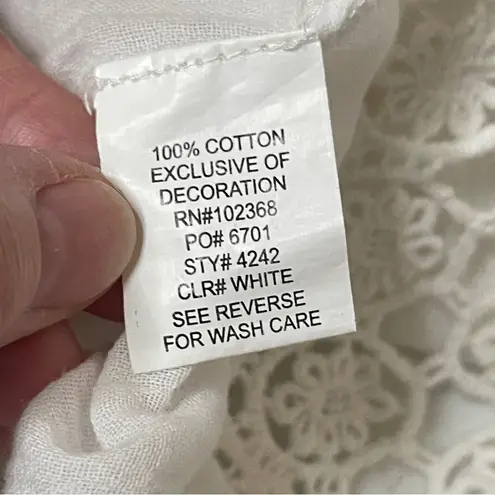 100% COTTON
EXCLUSIVE OF
DECORATION
RN#102368
PO# 6701
STY# 4242
CLR# WHITE
SEE REVERSE
FOR WASH CARE